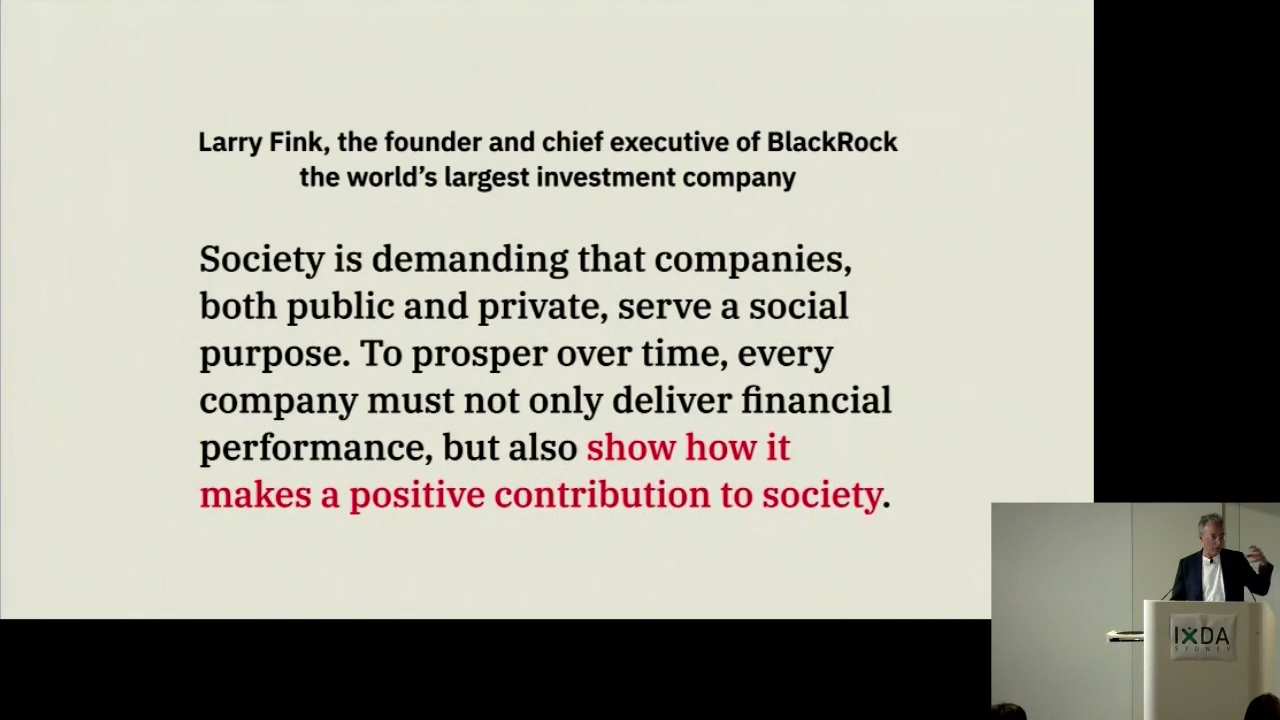 Larry Fink, the founder and chief executive of BlackRock
the world’s largest investment company
Society is demanding that companies,
both public and private, serve a social
purpose. To prosper over time, every
company must not only deliver financial
performance, but also show how it
makes a positive contribution to society.
IXDA
SYDNEY